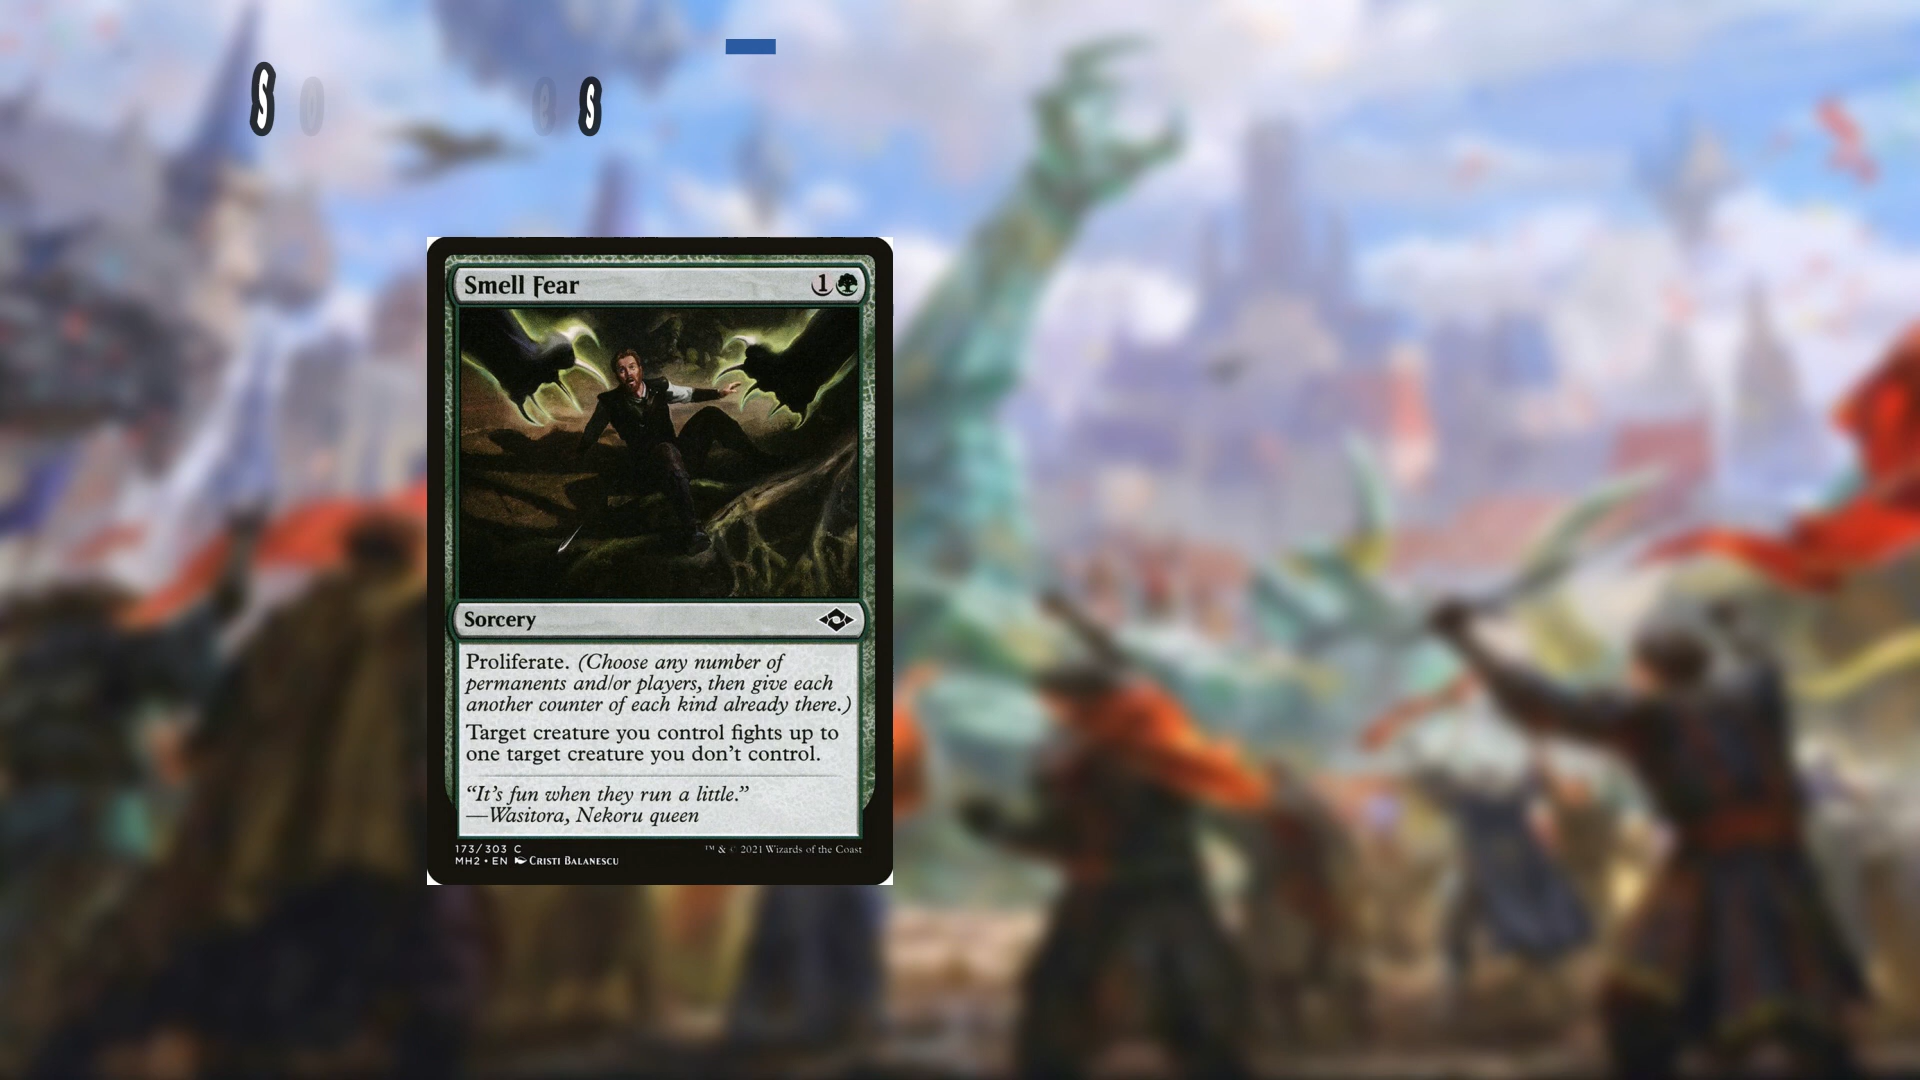 Smell Fear 1
Sorcery
Proliferate. (Choose any number of
permanents and/or players, then give each
another counter of each kind already there.)
Target creature you control fights up to
one target creature you don't control.
"It's fun when they run a little."
—Wasitora, Nekoru queen
173/303 C
™ & © 2021 Wizards of the Coast
MH2 • EN Cristi Balanescu